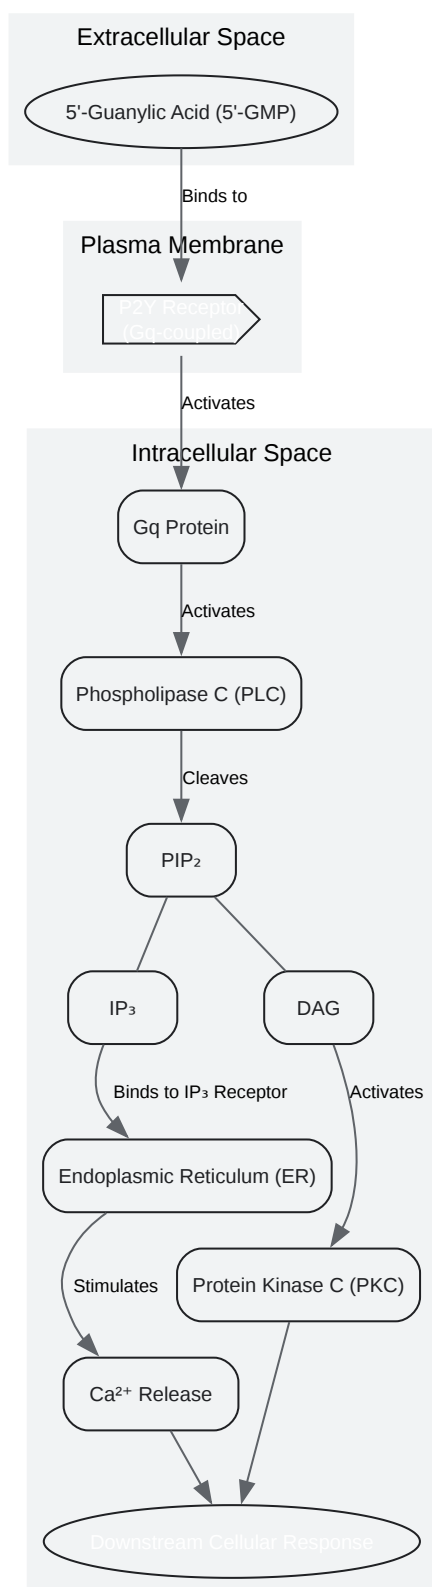 Extracellular Space
5'-Guanylic Acid (5'-GMP)
Binds to
Plasma Membrane
P2Y Receptor
(Gq-coupled)
Activates
Intracellular Space
Gq Protein
Activates
Phospholipase C (PLC)
Cleaves
PIP₂
IP₃
DAG
Binds to IP₃ Receptor
Activates
Endoplasmic Reticulum (ER)
Stimulates
Protein Kinase C (PKC)
Ca²⁺ Release
Downstream Cellular Response